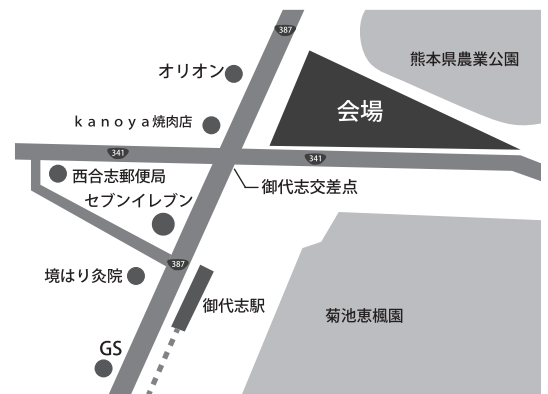 387
オリオン
熊本県農業公園
kanoya焼肉店
会場
341
341
西合志郵便局
御代志交差点
セブンイレブン
387
境はり灸院
御代志駅
菊池恵楓園
GS